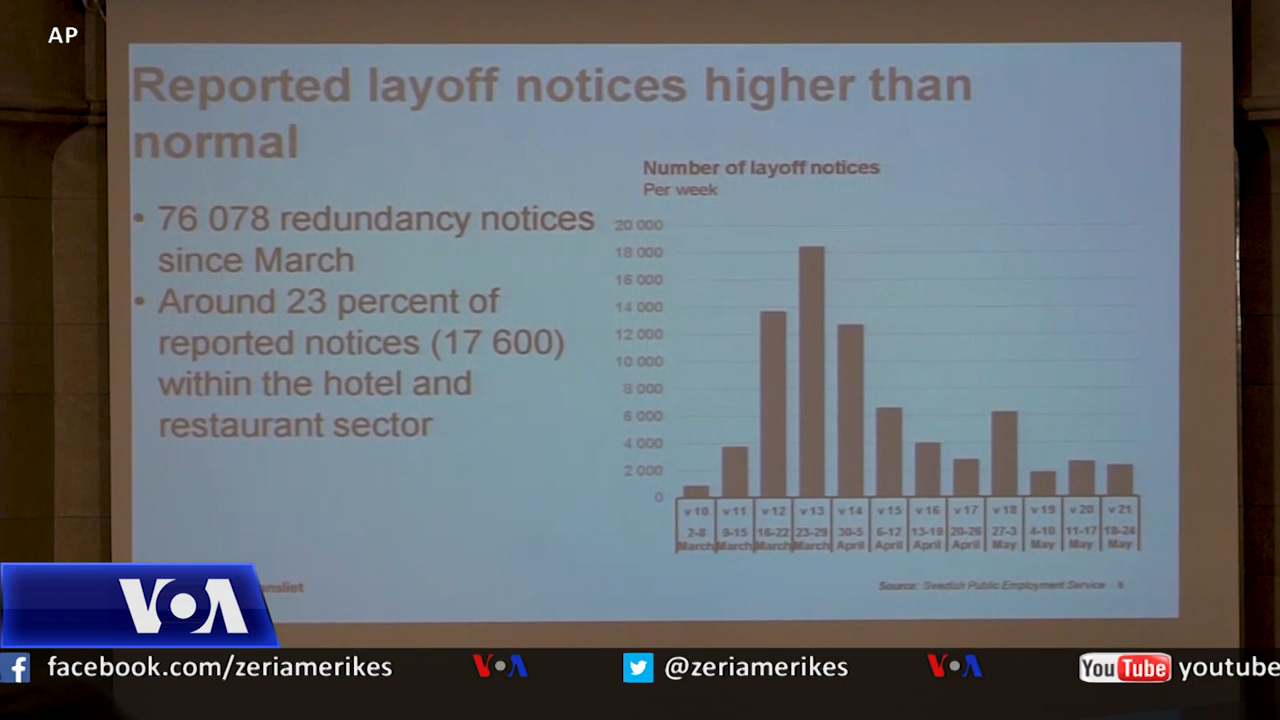 AP
Reported layoff notices higher than
normal
• 76 078 redundancy notices
since March
• Around 23 percent of
reported notices (17 600)
within the hotel and
restaurant sector
Number of layoff notices
Per week
20 000
18 000
16 000
14 000
12 000
10 000
8 000
6 000
4 000
2 000
0
v 10 v 11 v 12 v 13 v 14 v 15 v 16 v 17 v 18 v 19 v 20 v 21
2-8 9-15 16-22 23-29 30-5 6-12 13-19 20-26 27-3 4-10 11-17 18-24
March March March March April April April April May May May May
Source: Swedish Public Employment Service 8
VOA
facebook.com/zeriamerikes
VOA
@zeriamerikes
VOA
YouTube
youtube